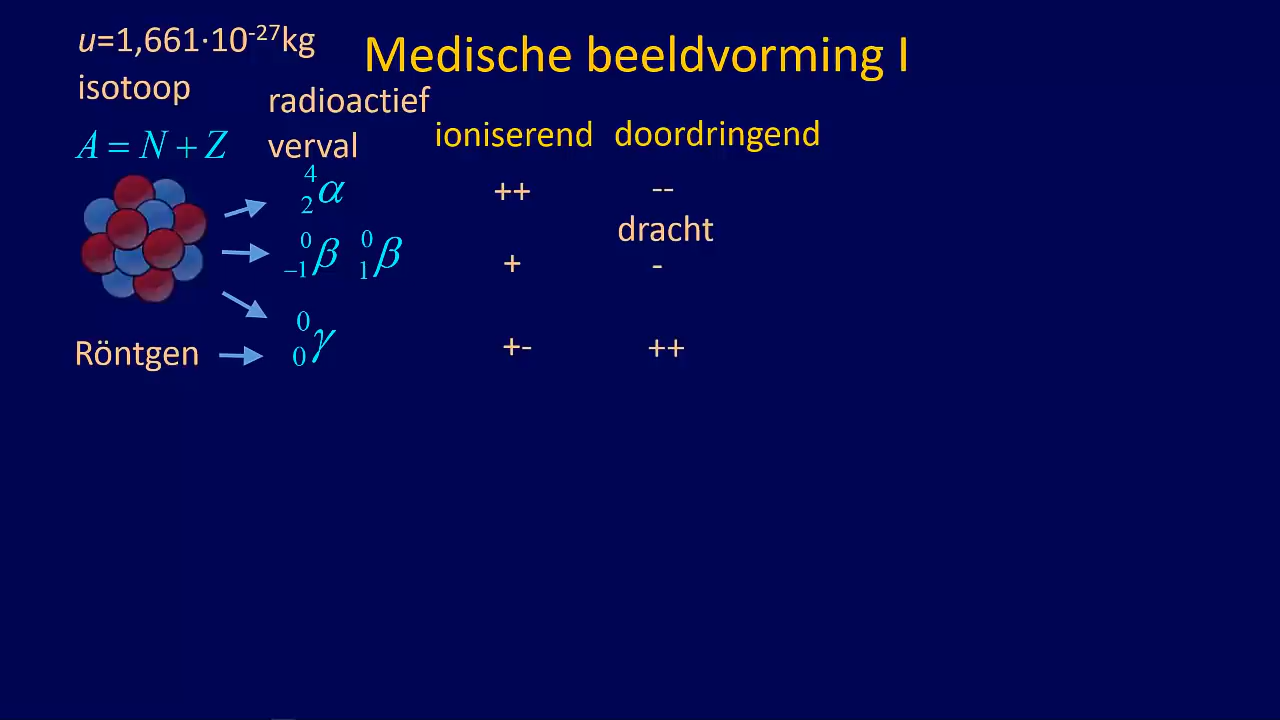 u=1,661·10⁻²⁷kg
Medische beeldvorming I
isotoop
radioactief
verval
A = N + Z
ioniserend doordringend
⁴₂α ++ --
dracht
⁰₋₁β ⁰₁β + -
⁰₀γ
Röntgen +- ++